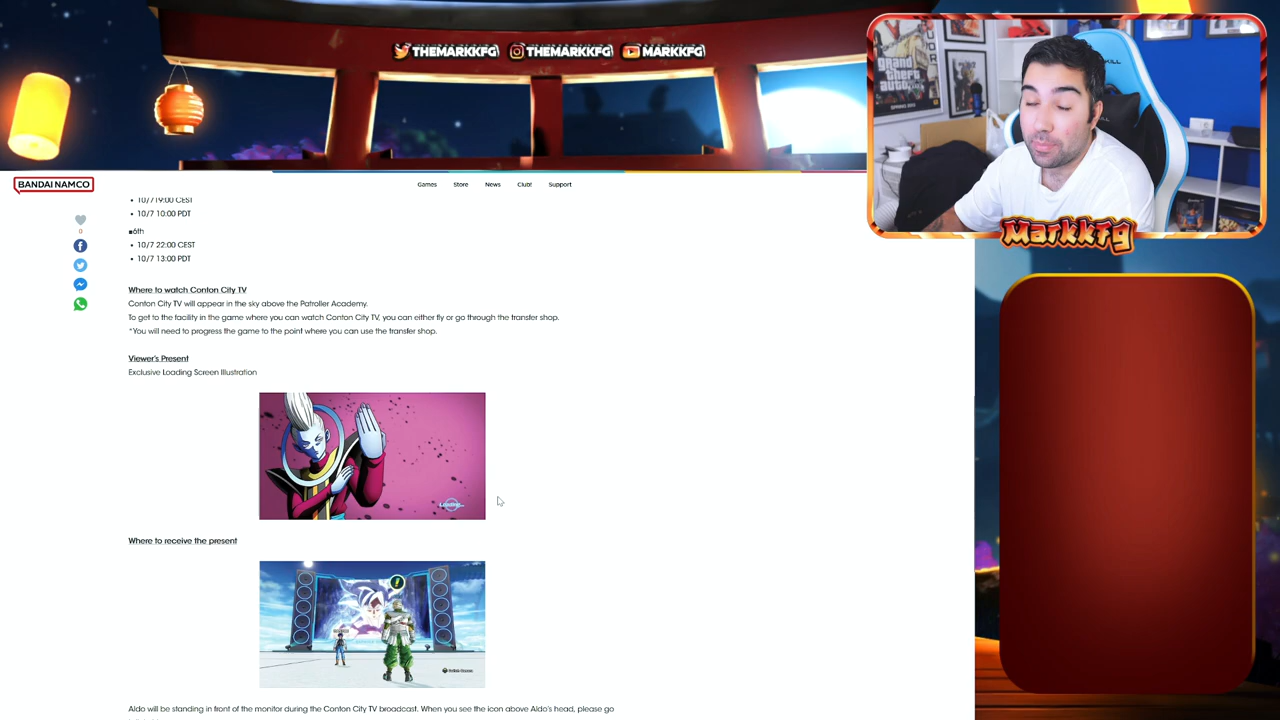 THEMARKKFG THEMARKKFG MARKKFG
BANDAI NAMCO
Games Store News Club! Support
• 10/7 19:00 CEST
• 10/7 10:00 PDT
■6th
• 10/7 22:00 CEST
• 10/7 13:00 PDT
0
Where to watch Conton City TV
Conton City TV will appear in the sky above the Patroller Academy.
To get to the facility in the game where you can watch Conton City TV, you can either fly or go through the transfer shop.
*You will need to progress the game to the point where you can use the transfer shop.
Viewer's Present
Exclusive Loading Screen Illustration
Loading...
Where to receive the present
Aldo will be standing in front of the monitor during the Conton City TV broadcast. When you see the icon above Aldo's head, please go
GRAND
THEFT
AUTO
MarkkFG